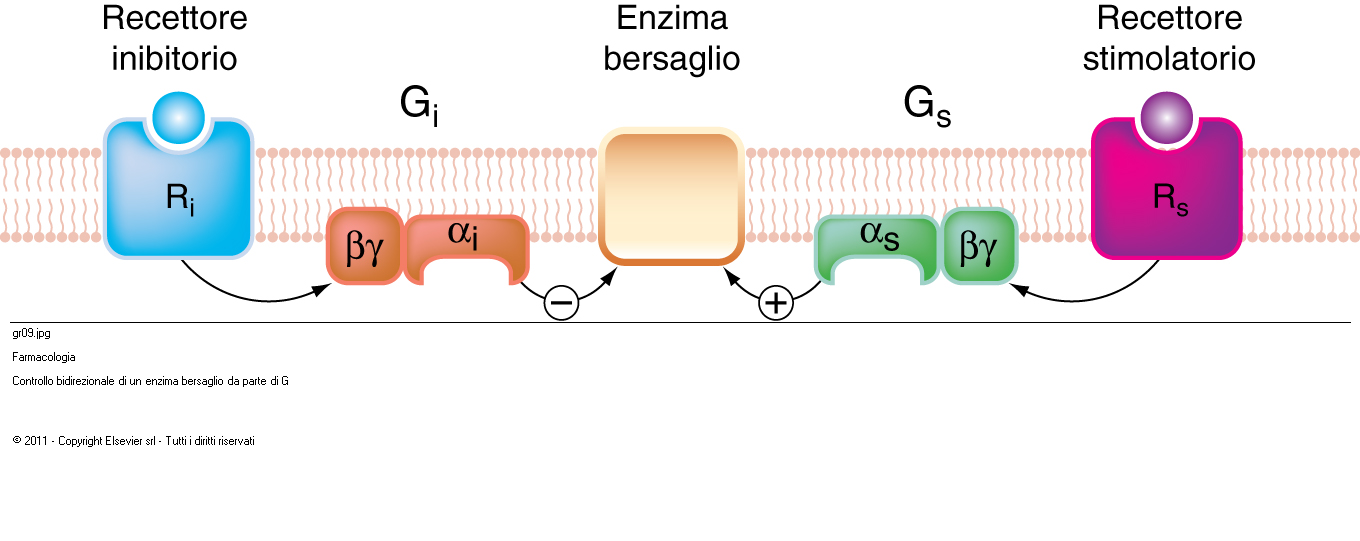 Recettore
inibitorio
Enzima
bersaglio
Recettore
stimolatorio
Gi
Gs
Ri
βγ
αi
αs
βγ
Rs
−
+
gr09.jpg
Farmacologia
Controllo bidirezionale di un enzima bersaglio da parte di G
© 2011 - Copyright Elsevier srl - Tutti i diritti riservati